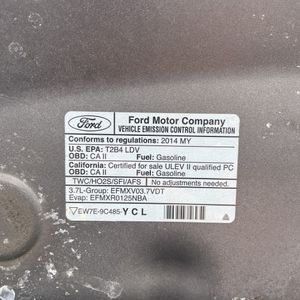 Ford
Ford Motor Company
VEHICLE EMISSION CONTROL INFORMATION
Conforms to regulations: 2014 MY
U.S. EPA: T2B4 LDV
OBD: CA II Fuel: Gasoline
California: Certified for sale ULEV II qualified PC
OBD: CA II Fuel: Gasoline
TWC/HO2S/SFI/AFS No adjustments needed.
3.7L-Group: EFMXV03.7VDT
Evap: EFMXR0125NBA
EW7E-9C485-YCL